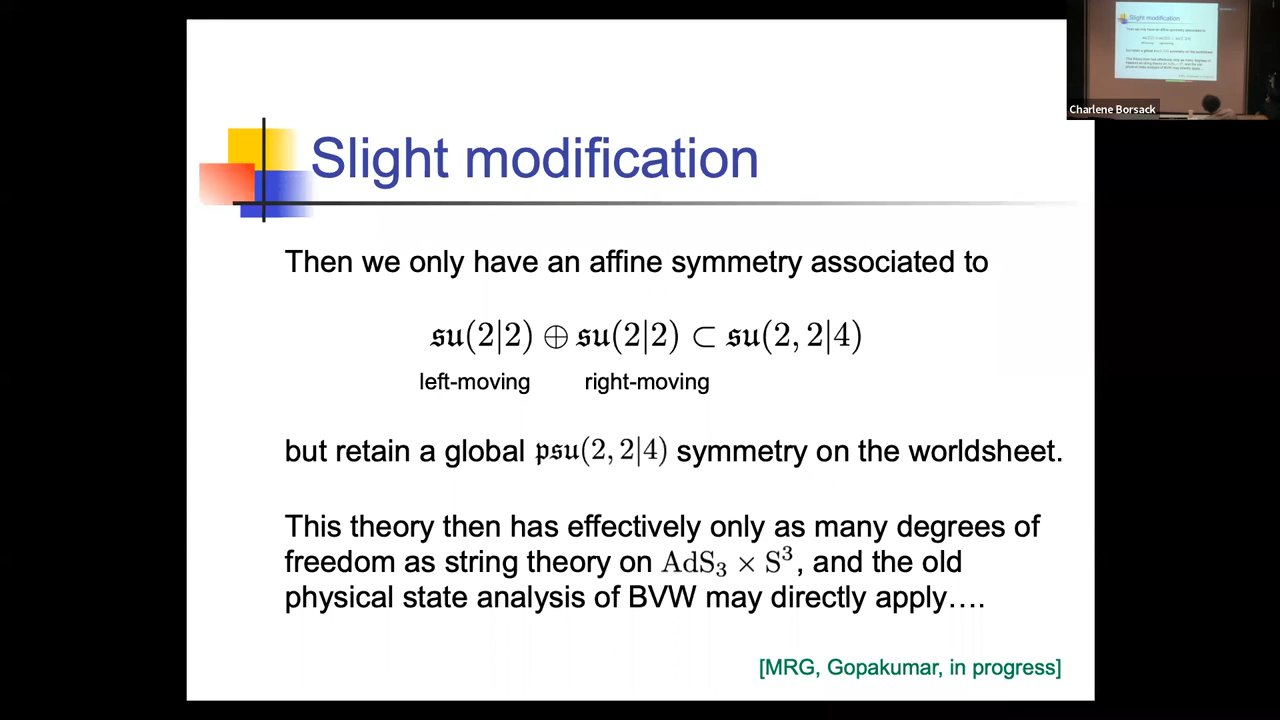 Slight modification
Then we only have an affine symmetry associated to
𝔰𝔲(2|2) ⊕ 𝔰𝔲(2|2) ⊂ 𝔰𝔲(2, 2|4)
left-moving right-moving
but retain a global 𝔭𝔰𝔲(2, 2|4) symmetry on the worldsheet.
This theory then has effectively only as many degrees of
freedom as string theory on AdS₃ × S³, and the old
physical state analysis of BVW may directly apply….
[MRG, Gopakumar, in progress]
Charlene Borsack